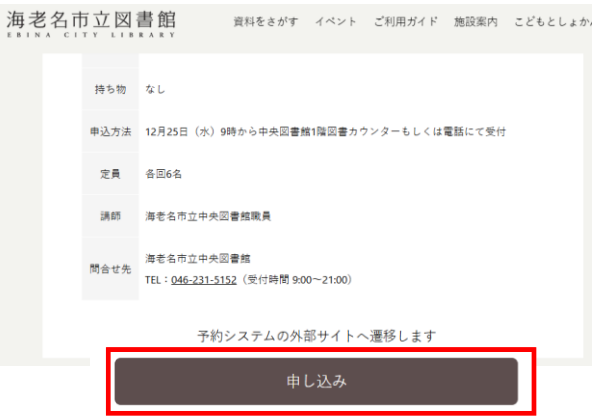 海老名市立図書館
EBINA CITY LIBRARY
資料をさがす イベント ご利用ガイド 施設案内 こどもとしょか
持ち物 なし
申込方法 12月25日（水）9時から中央図書館1階図書カウンターもしくは電話にて受付
定員 各回6名
講師 海老名市立中央図書館職員
問合せ先 海老名市立中央図書館
TEL：046-231-5152（受付時間 9:00～21:00）
予約システムの外部サイトへ遷移します
申し込み